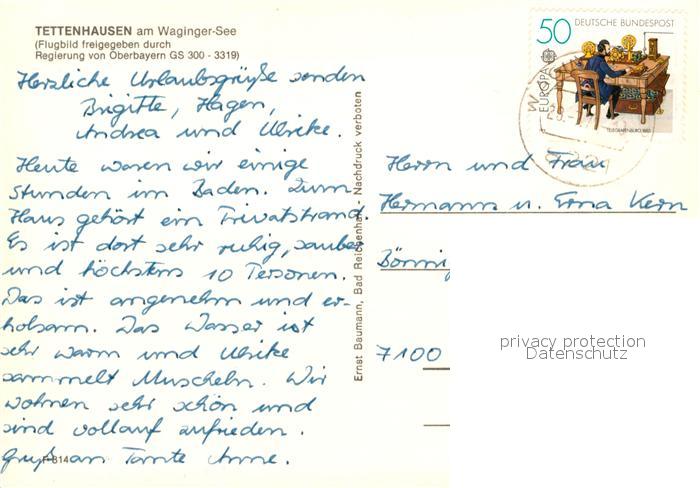 TETTENHAUSEN am Waginger-See
(Flugbild freigegeben durch
Regierung von Oberbayern GS 300 - 3319)
Herzliche Urlaubsgrüße senden
Brigitte, Hagen,
Andrea und Ulrike.
Heute waren wir einige
Stunden im Baden. Zum
Haus gehört ein Privatstrand.
Es ist dort sehr ruhig, sauber
und höchstens 10 Personen.
Das ist angenehm und er-
holsam. Das Wasser ist
sehr warm und Ulrike
sammelt Muscheln. Wir
wohnen sehr schön und
sind vollauf zufrieden.
Gruß an Tante Anne.
Ernst Baumann, Bad Reichenhall - Nachdruck verboten
50 DEUTSCHE BUNDESPOST
EUROPA
Herrn und Frau
Hermann u. Erna Kern
7100
privacy protection
Datenschutz